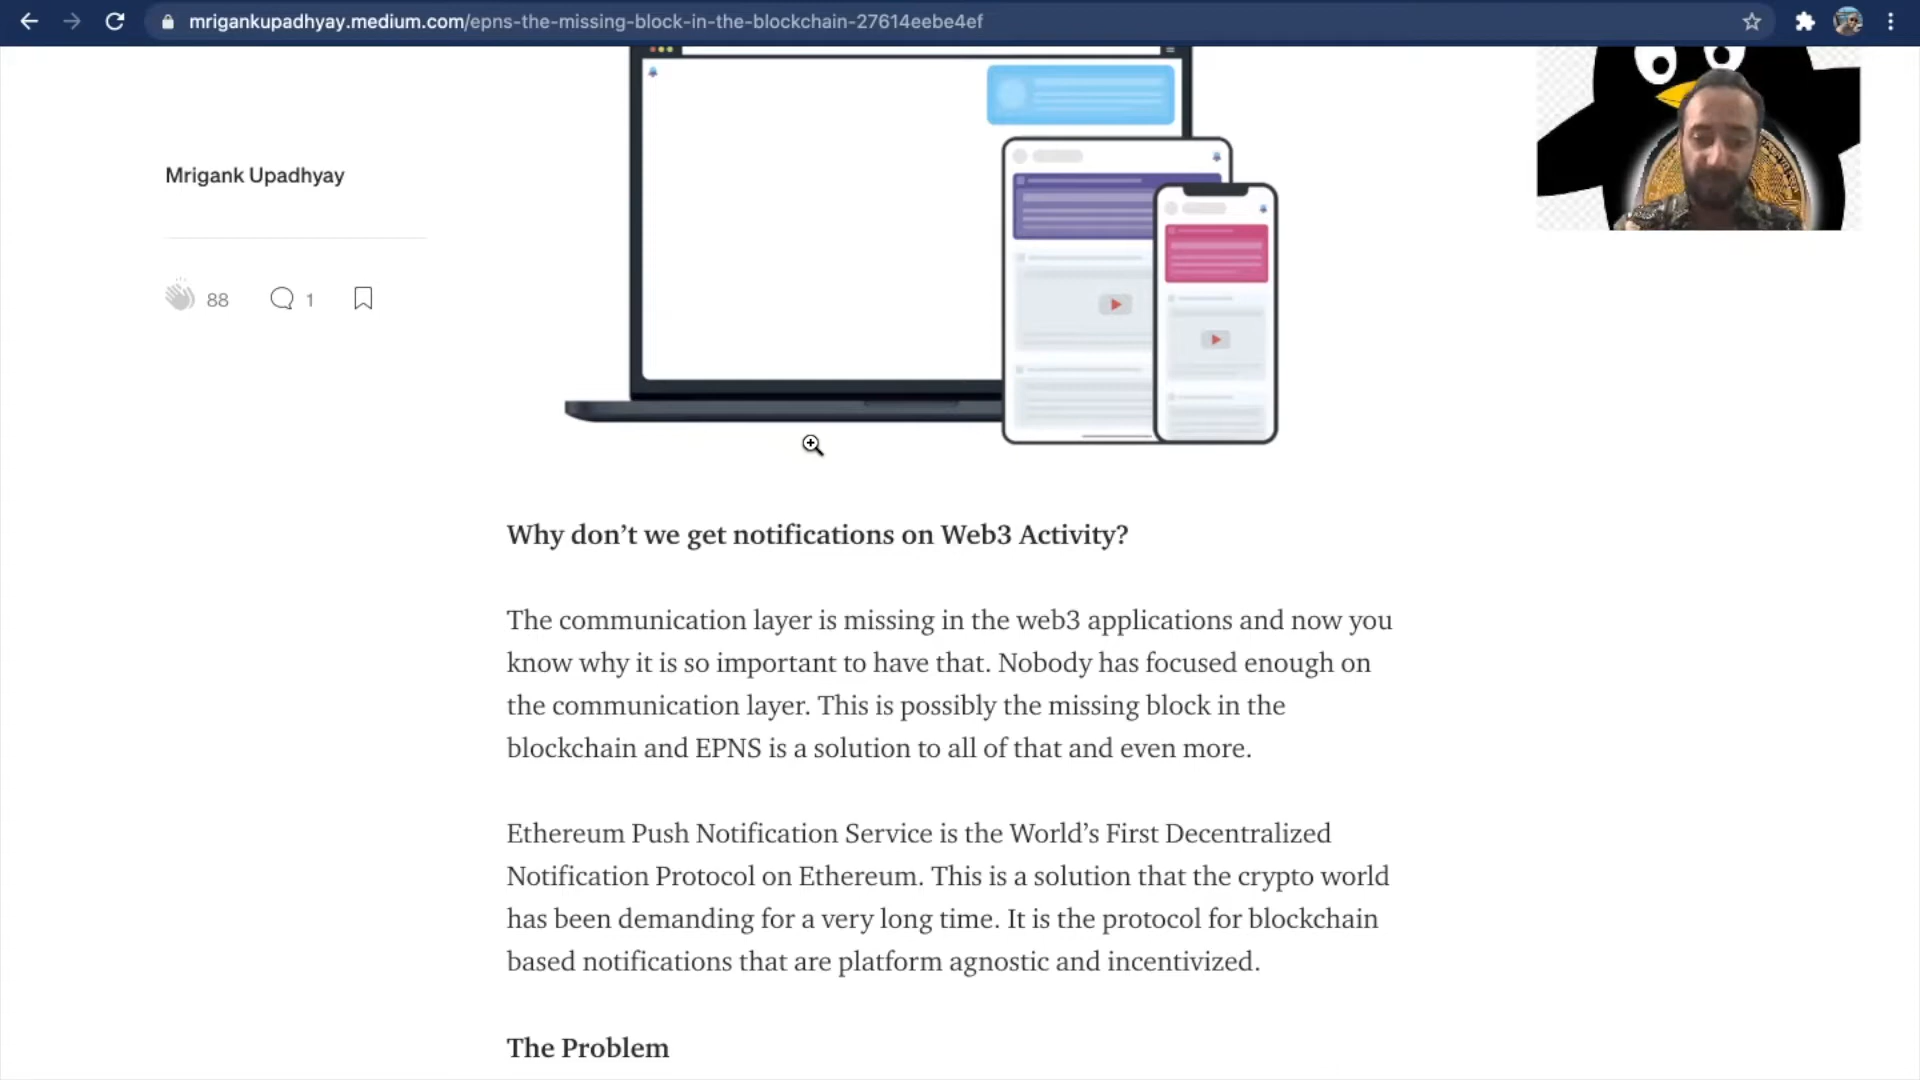 mrigankupadhyay.medium.com/epns-the-missing-block-in-the-blockchain-27614eebe4ef
Mrigank Upadhyay
88
1
Why don’t we get notifications on Web3 Activity?
The communication layer is missing in the web3 applications and now you
know why it is so important to have that. Nobody has focused enough on
the communication layer. This is possibly the missing block in the
blockchain and EPNS is a solution to all of that and even more.
Ethereum Push Notification Service is the World’s First Decentralized
Notification Protocol on Ethereum. This is a solution that the crypto world
has been demanding for a very long time. It is the protocol for blockchain
based notifications that are platform agnostic and incentivized.
The Problem